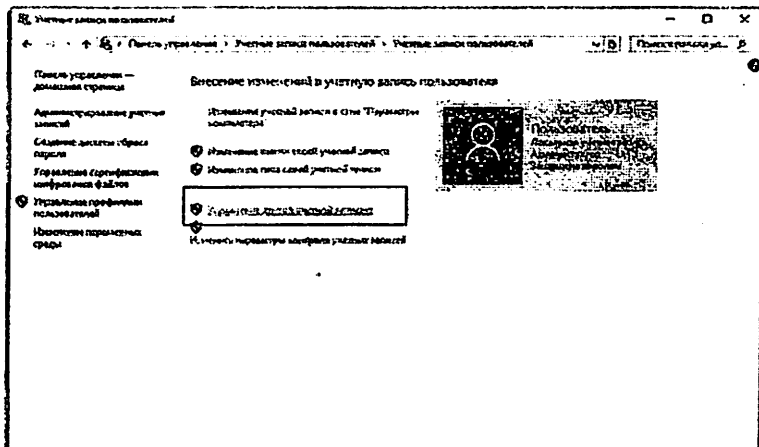 Учетные записи пользователей
Панель управления › Учетные записи пользователей › Учетные записи пользователей
Панель управления —
домашняя страница
Администрирование учетных
записей
Создание дискеты сброса
пароля
Управление сертификатами
шифрования файлов
Управление профилями
пользователей
Изменение переменных
среды
Внесение изменений в учетную запись пользователя
Изменение учетной записи в окне "Параметры
компьютера"
Изменение имени своей учетной записи
Изменение типа своей учетной записи
Управление другой учетной записью
Изменить параметры контроля учетных записей
Пользователь
Локальная учетная запись
Администратор